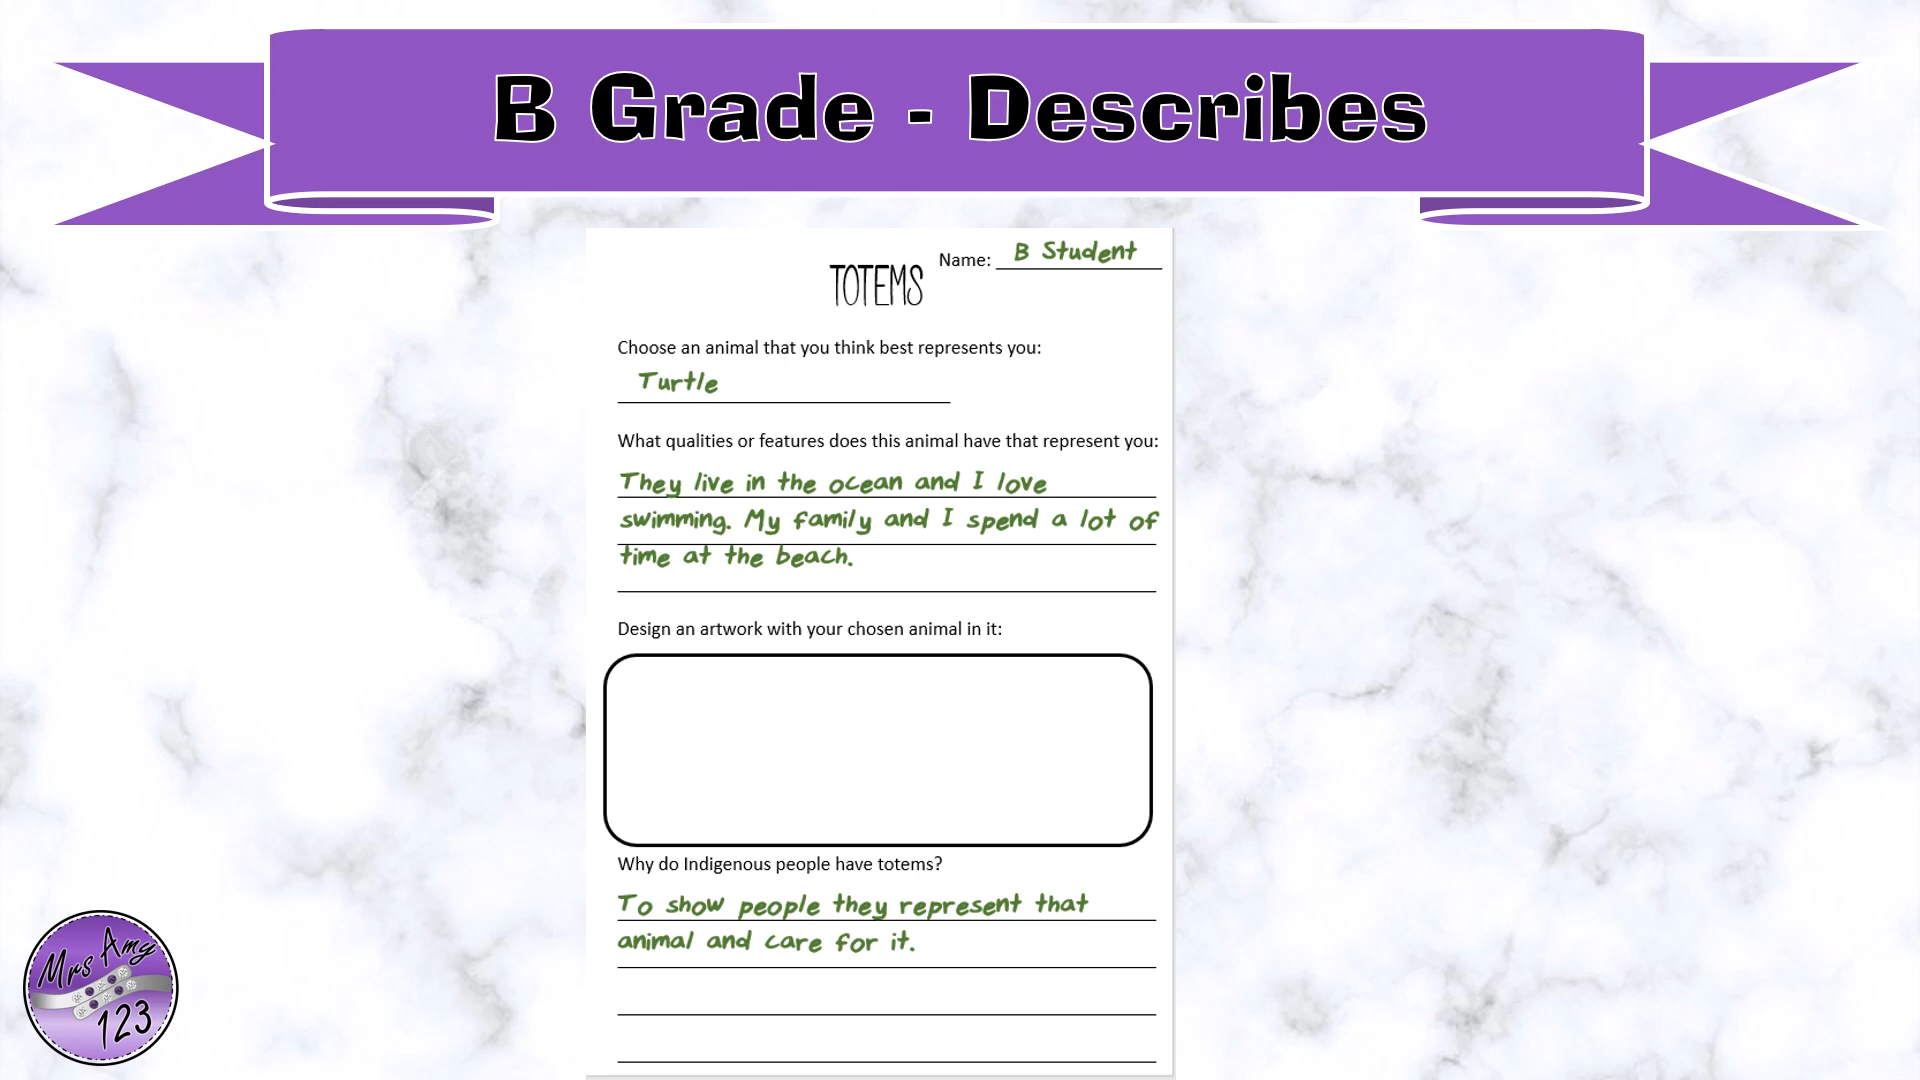 B Grade - Describes
Name: B Student
TOTEMS
Choose an animal that you think best represents you:
Turtle
What qualities or features does this animal have that represent you:
They live in the ocean and I love
swimming. My family and I spend a lot of
time at the beach.
Design an artwork with your chosen animal in it:
Why do Indigenous people have totems?
To show people they represent that
animal and care for it.
Mrs Amy
123